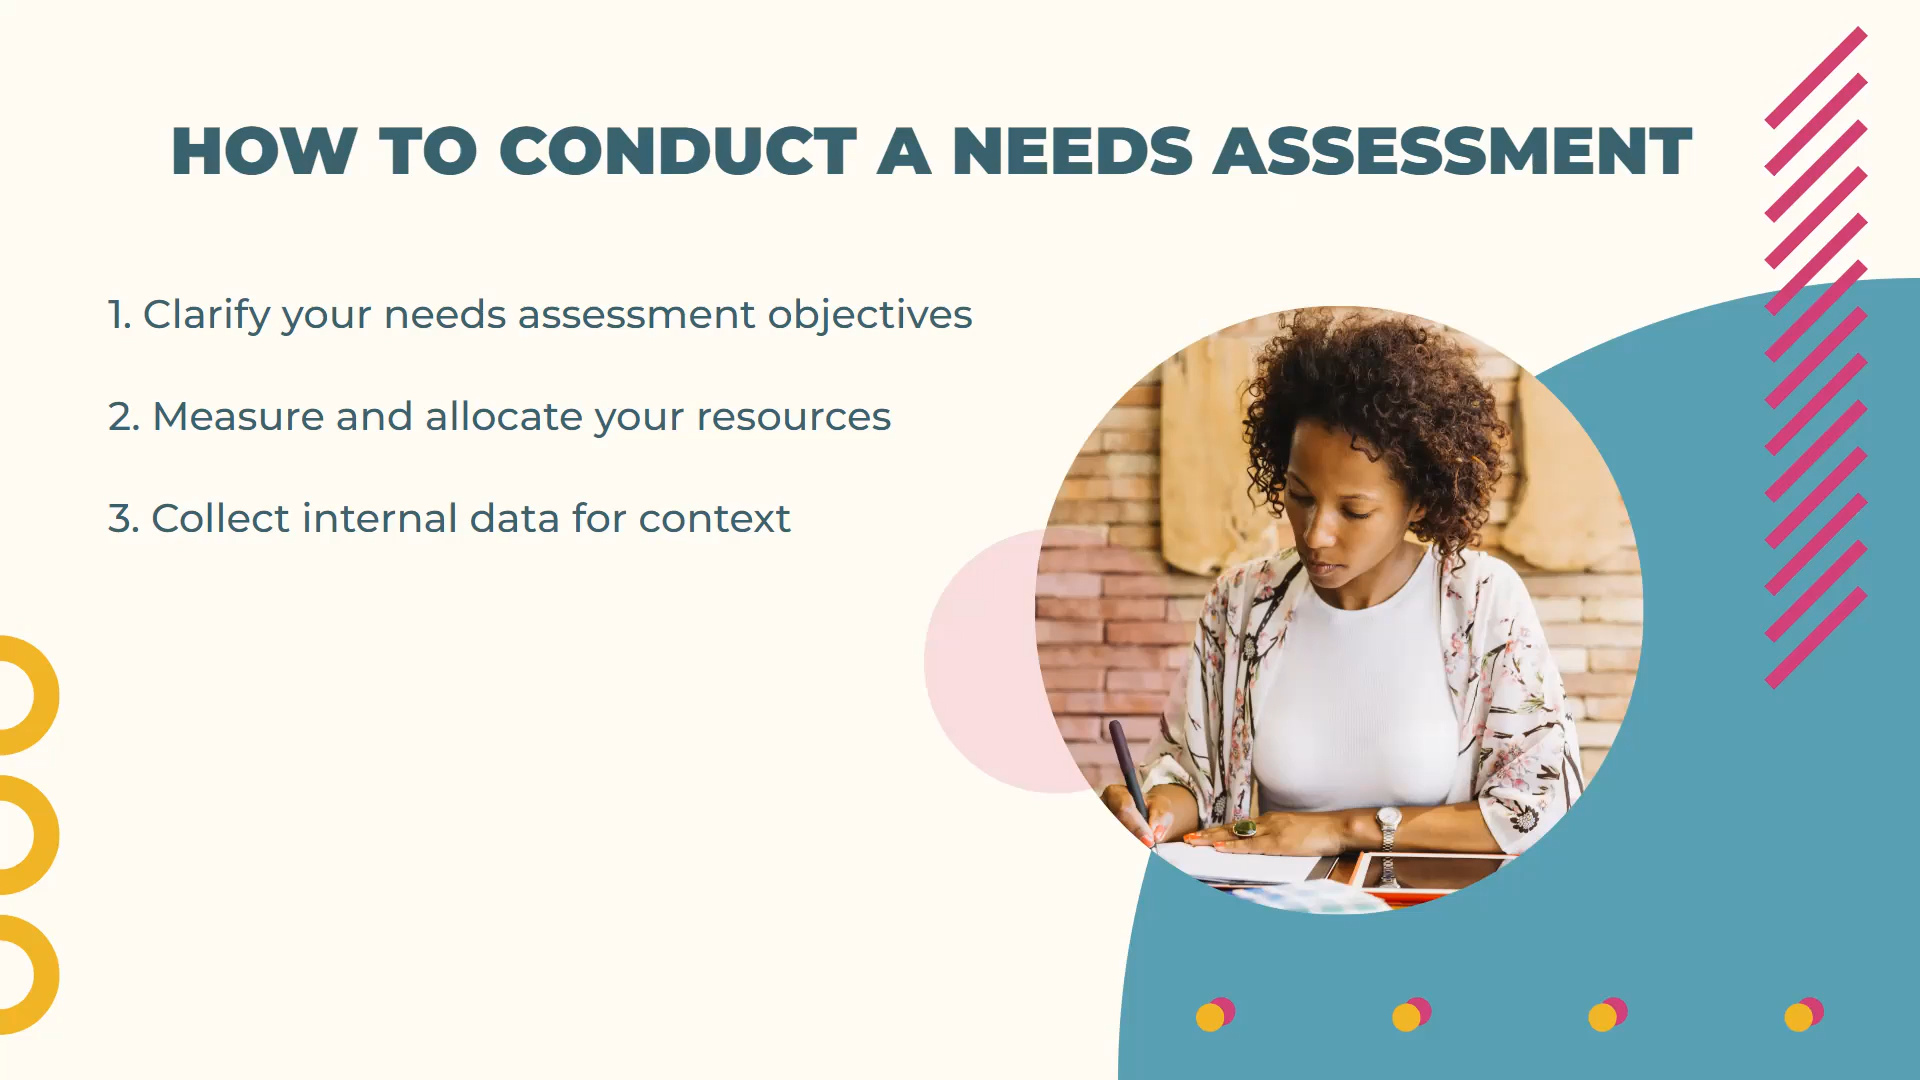 HOW TO CONDUCT A NEEDS ASSESSMENT
1. Clarify your needs assessment objectives
2. Measure and allocate your resources
3. Collect internal data for context